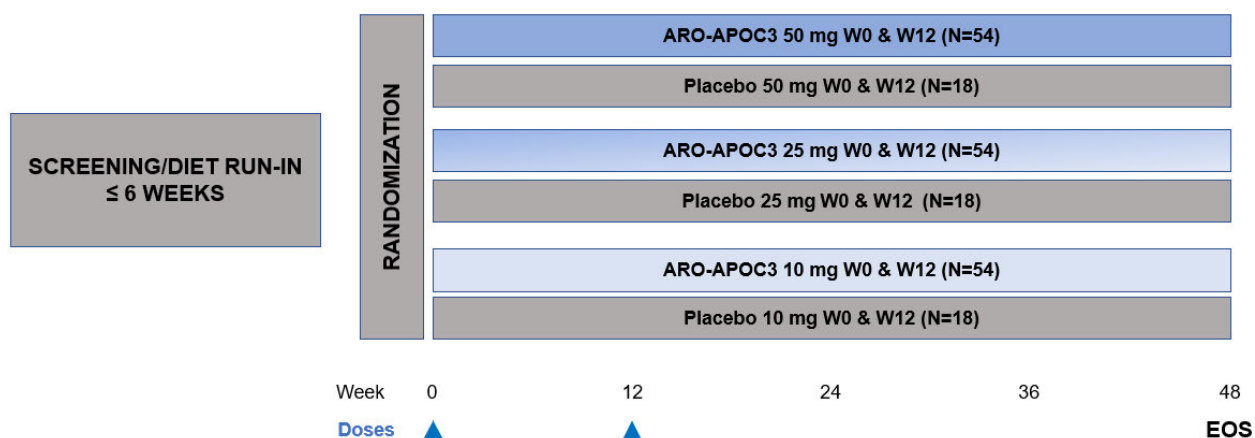 SCREENING/DIET RUN-IN
≤ 6 WEEKS
RANDOMIZATION
ARO-APOC3 50 mg W0 & W12 (N=54)
Placebo 50 mg W0 & W12 (N=18)
ARO-APOC3 25 mg W0 & W12 (N=54)
Placebo 25 mg W0 & W12 (N=18)
ARO-APOC3 10 mg W0 & W12 (N=54)
Placebo 10 mg W0 & W12 (N=18)
Week 0 12 24 36 48
Doses EOS